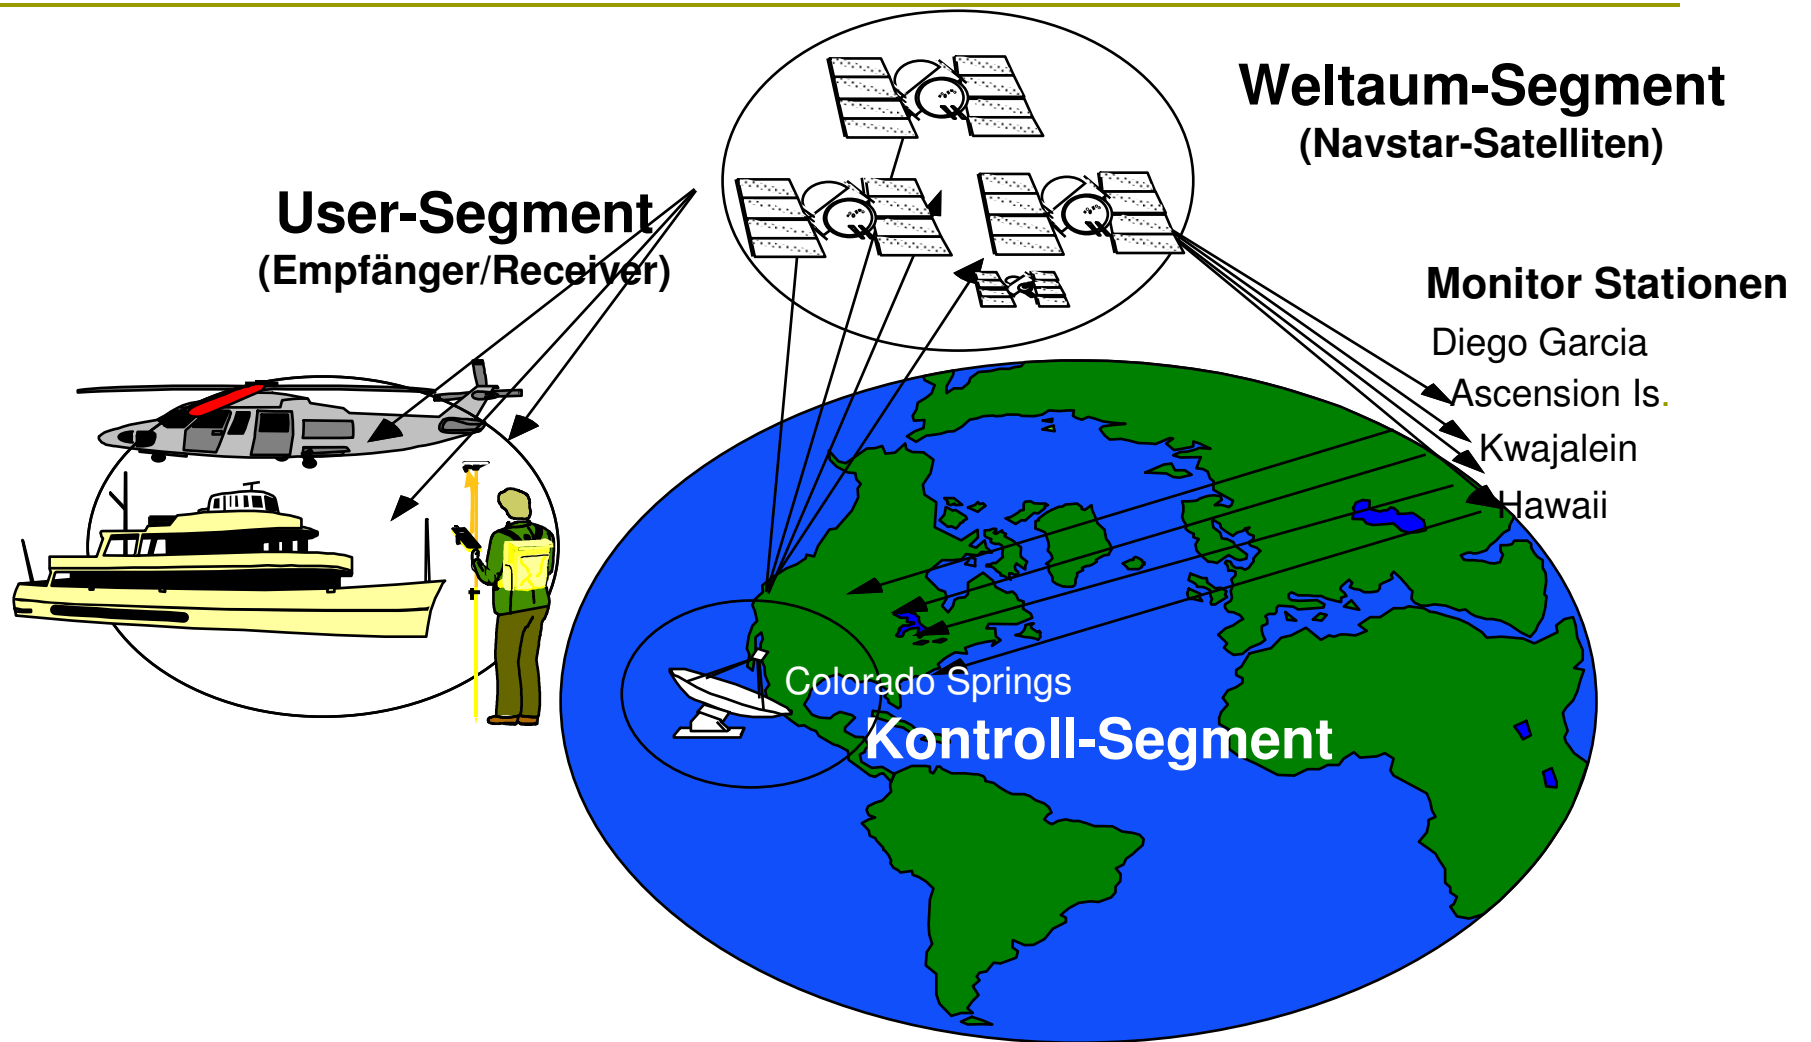 Weltaum-Segment
(Navstar-Satelliten)
User-Segment
(Empfänger/Receiver)
Monitor Stationen
Diego Garcia
Ascension Is.
Kwajalein
Hawaii
Colorado Springs
Kontroll-Segment